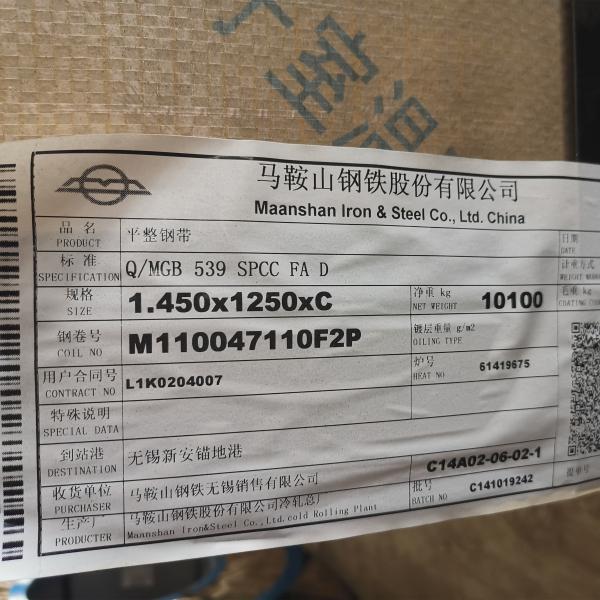 马鞍山钢铁股份有限公司
Maanshan Iron & Steel Co., Ltd. China
品 名 平整钢带 日期
PRODUCT DATE
标 准 Q/MGB 539 SPCC FA D 计重方式
SPECIFICATION
规格 1.450x1250xC 净重 kg 10100 毛重 kg
SIZE NET WEIGHT
钢卷号 M110047110F2P 镀层重量 g/m2
COIL NO OILING TYPE
用户合同号 L1K0204007 炉号 61419675
CONTRACT NO HEAT NO
特殊说明
SPECIAL DATA
到站港 无锡新安锚地港 C14A02-06-02-1
DESTINATION
收货单位 马鞍山钢铁无锡销售有限公司 批号 C141019242
PURCHASER BATCH NO
生产厂 马鞍山钢铁股份有限公司冷轧总厂
PRODUCTER Maanshan Iron&Steel Co.,Ltd.cold Rolling Plant